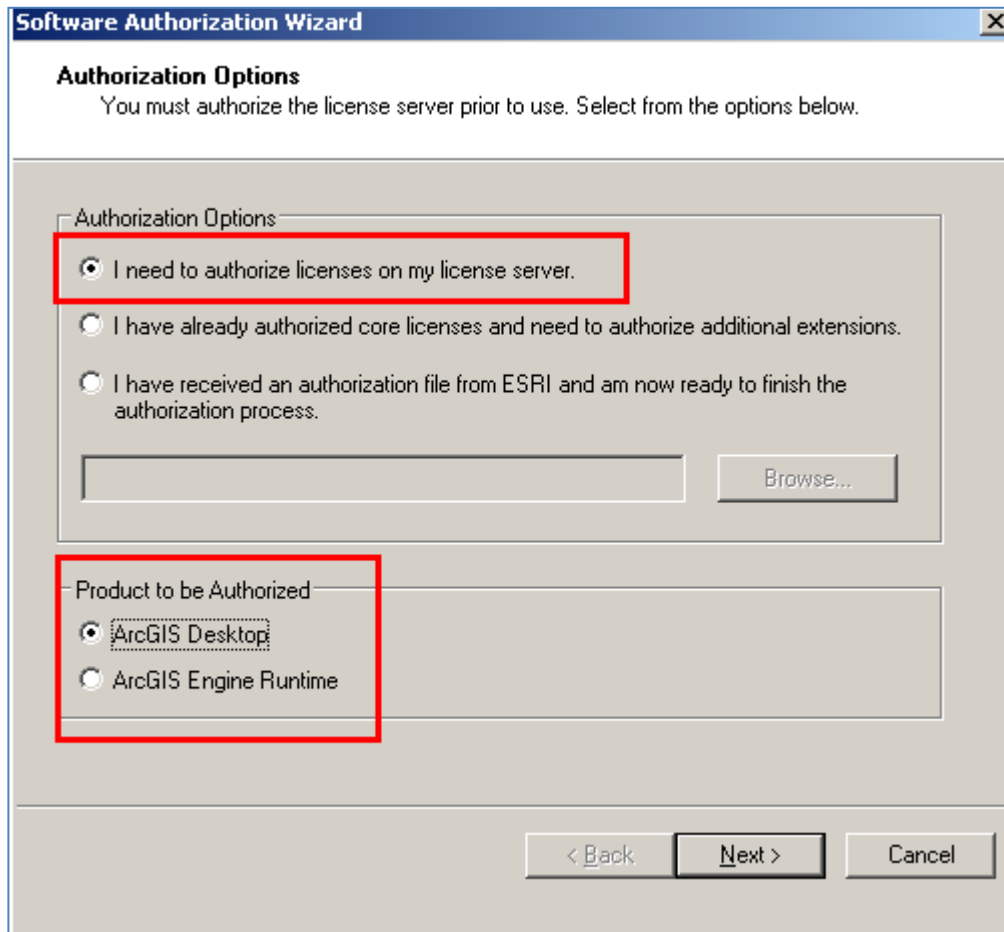 Software Authorization Wizard
Authorization Options
You must authorize the license server prior to use. Select from the options below.
Authorization Options
I need to authorize licenses on my license server.
I have already authorized core licenses and need to authorize additional extensions.
I have received an authorization file from ESRI and am now ready to finish the
authorization process.
Browse...
Product to be Authorized
ArcGIS Desktop
ArcGIS Engine Runtime
< Back Next > Cancel